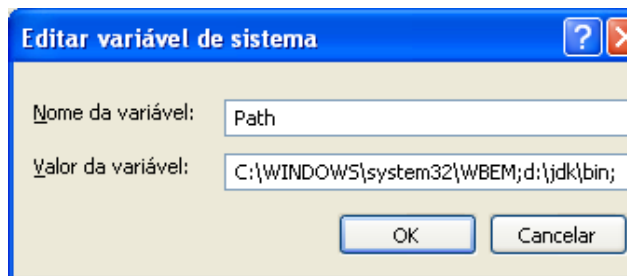 Editar variável de sistema
Nome da variável: Path
Valor da variável: C:\WINDOWS\system32\WBEM;d:\jdk\bin;
OK Cancelar